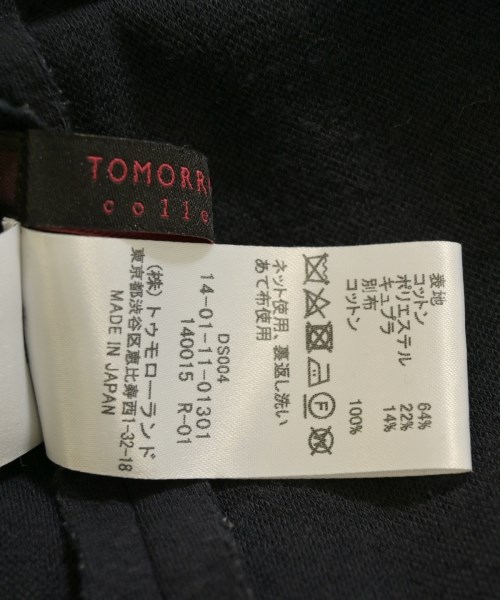 TOMORR
colle
表地
コットン 64%
ポリエステル 22%
キュプラ 14%
別布
コットン 100%
ネット使用、裏返し洗い
あて布使用
DS004
14-01-11-01301
140015 R-01
(株)トゥモローランド
東京都渋谷区恵比寿西1-32-18
MADE IN JAPAN